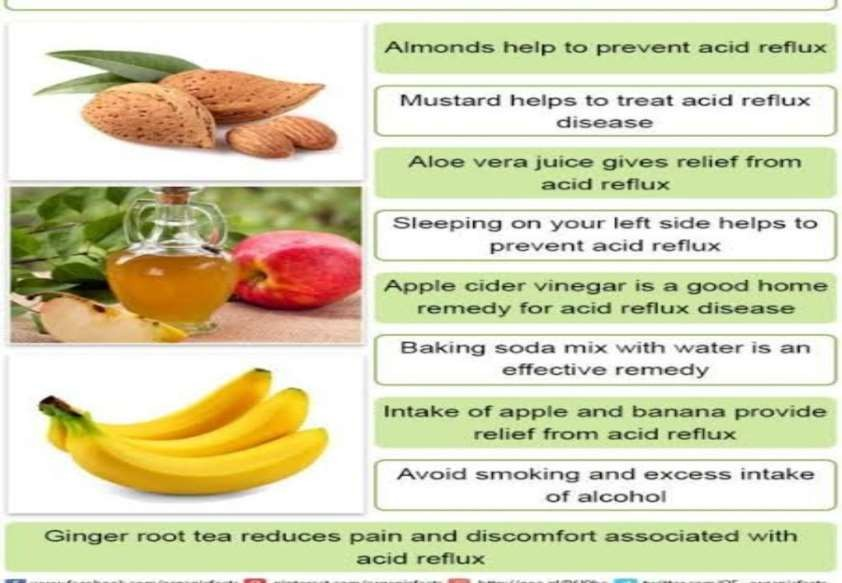 Almonds help to prevent acid reflux
Mustard helps to treat acid reflux
disease
Aloe vera juice gives relief from
acid reflux
Sleeping on your left side helps to
prevent acid reflux
Apple cider vinegar is a good home
remedy for acid reflux disease
Baking soda mix with water is an
effective remedy
Intake of apple and banana provide
relief from acid reflux
Avoid smoking and excess intake
of alcohol
Ginger root tea reduces pain and discomfort associated with
acid reflux